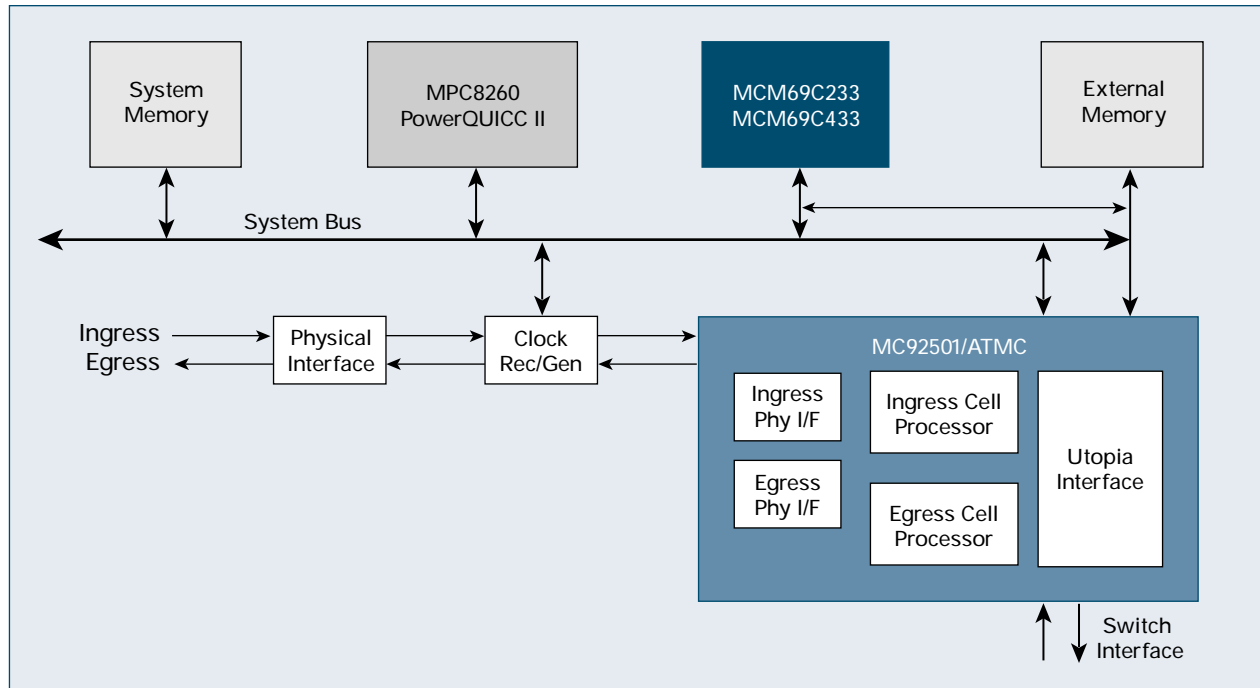 System
Memory
MPC8260
PowerQUICC II
MCM69C233
MCM69C433
External
Memory
System Bus
Ingress
Egress
Physical
Interface
Clock
Rec/Gen
MC92501/ATMC
Ingress
Phy I/F
Ingress Cell
Processor
Egress
Phy I/F
Egress Cell
Processor
Utopia
Interface
Switch
Interface